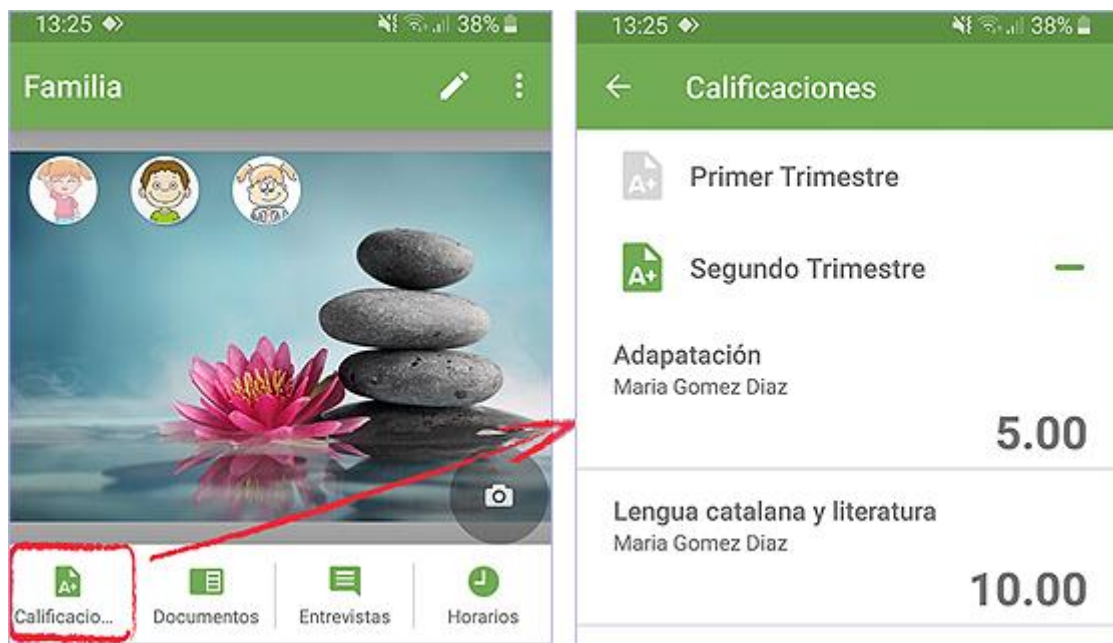 13:25
38%
Familia
Calificacio...
Documentos
Entrevistas
Horarios
13:25
38%
Calificaciones
A+ Primer Trimestre
A+ Segundo Trimestre
Adapatación
Maria Gomez Diaz
5.00
Lengua catalana y literatura
Maria Gomez Diaz
10.00